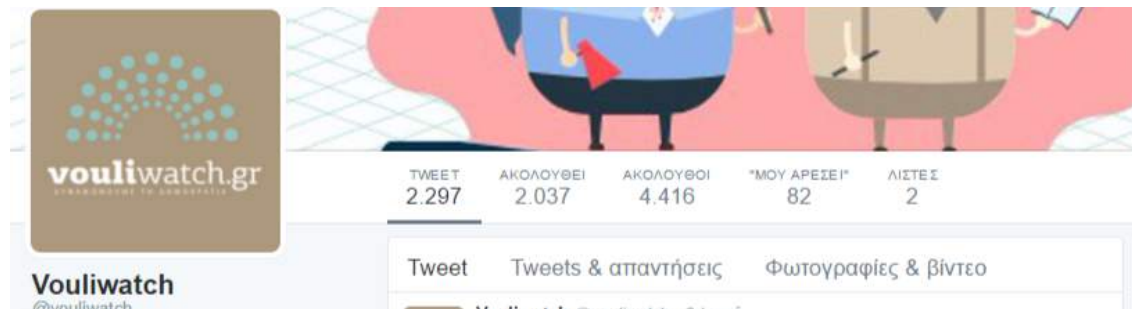 vouliwatch.gr
TWEET ΑΚΟΛΟΥΘΕΙ ΑΚΟΛΟΥΘΟΙ "ΜΟΥ ΑΡΕΣΕΙ" ΛΙΣΤΕΣ
2.297 2.037 4.416 82 2
Tweet Tweets & απαντήσεις Φωτογραφίες & βίντεο
Vouliwatch
@vouliwatch